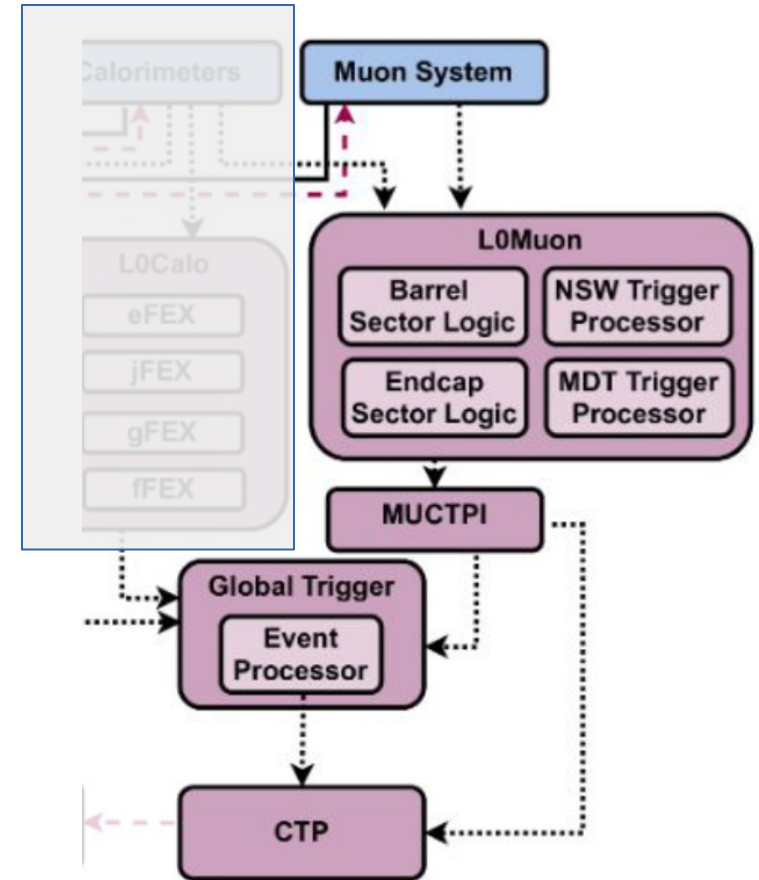 Calorimeters
Muon System
L0Calo
eFEX
jFEX
gFEX
fFEX
L0Muon
Barrel
Sector Logic
NSW Trigger
Processor
Endcap
Sector Logic
MDT Trigger
Processor
MUCTPI
Global Trigger
Event
Processor
CTP